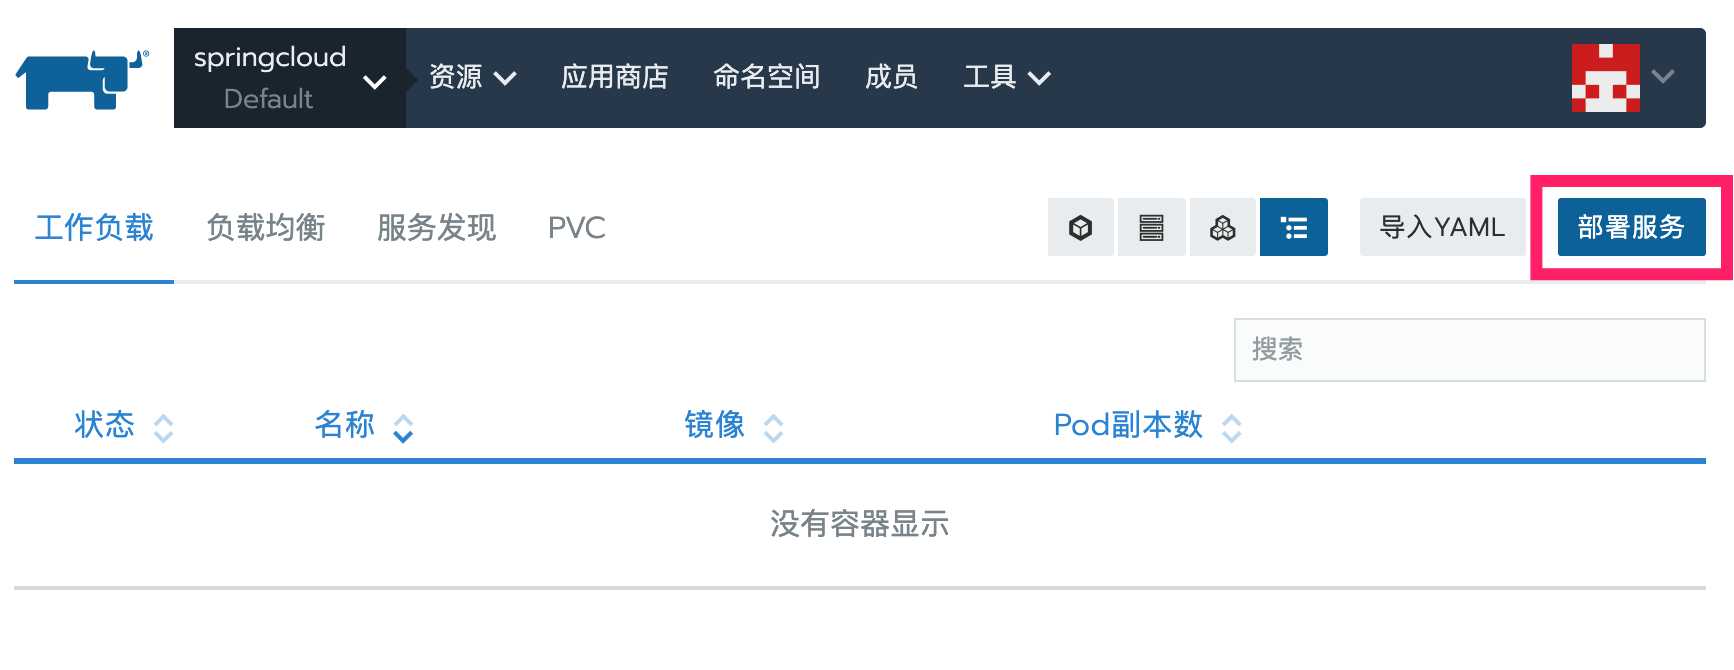 springcloud
Default
资源 应用商店 命名空间 成员 工具
工作负载 负载均衡 服务发现 PVC 导入YAML 部署服务
搜索
状态 名称 镜像 Pod副本数
没有容器显示